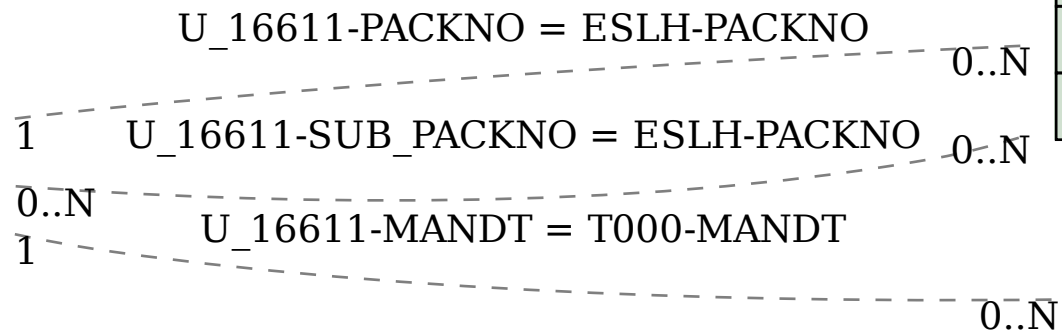 U_16611-PACKNO = ESLH-PACKNO
0..N
1
U_16611-SUB_PACKNO = ESLH-PACKNO
0..N
0..N
U_16611-MANDT = T000-MANDT
1
0..N